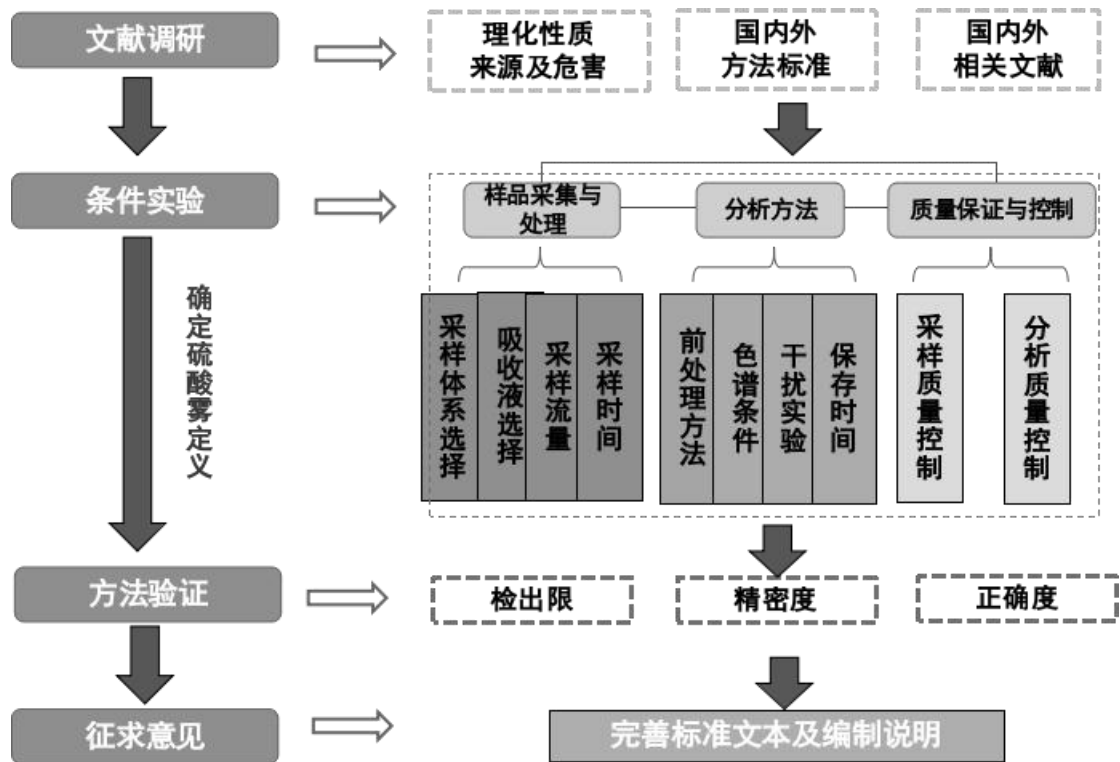 文献调研
理化性质
来源及危害
国内外
方法标准
国内外
相关文献
条件实验
样品采集与
处理
分析方法
质量保证与控制
确定硫酸雾定义
采样体系选择
吸收液选择
采样流量
采样时间
前处理方法
色谱条件
干扰实验
保存时间
采样质量控制
分析质量控制
方法验证
检出限
精密度
正确度
征求意见
完善标准文本及编制说明